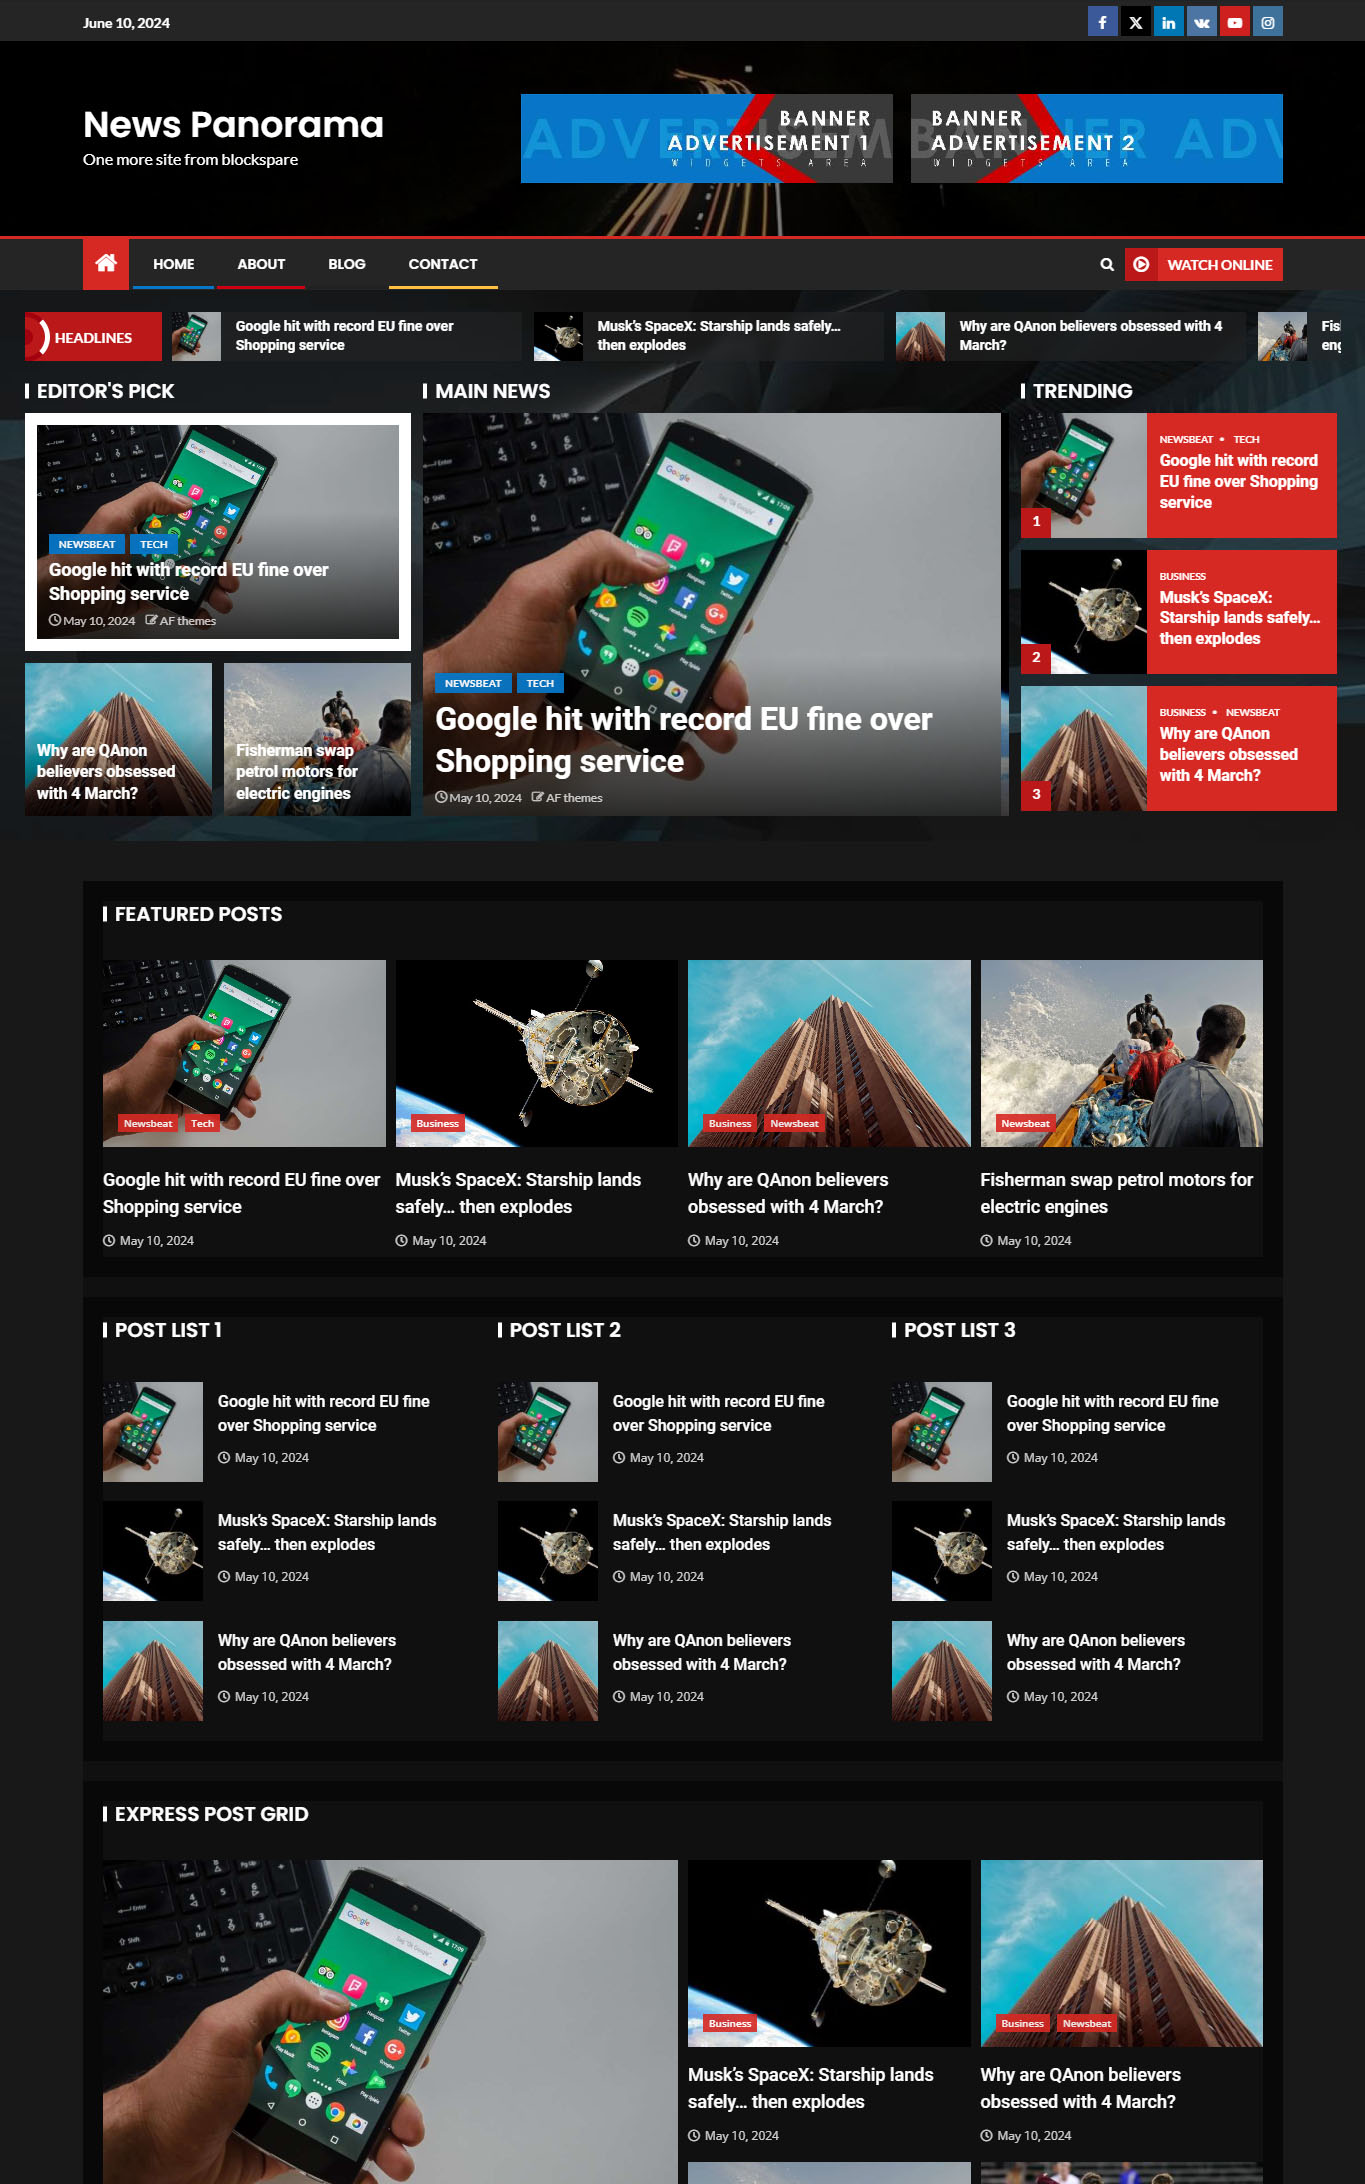 June 10, 2024
News Panorama
One more site from blockspare
BANNER
ADVERTISEMENT 1
WIDGETS AREA
BANNER
ADVERTISEMENT 2
WIDGETS AREA
HOME
ABOUT
BLOG
CONTACT
WATCH ONLINE
HEADLINES
Google hit with record EU fine over
Shopping service
Musk's SpaceX: Starship lands safely…
then explodes
Why are QAnon believers obsessed with 4
March?
EDITOR'S PICK
NEWSBEAT TECH
Google hit with record EU fine over
Shopping service
May 10, 2024 AF themes
Why are QAnon
believers obsessed
with 4 March?
Fisherman swap
petrol motors for
electric engines
MAIN NEWS
Google
NEWSBEAT TECH
Google hit with record EU fine over
Shopping service
May 10, 2024 AF themes
TRENDING
1
NEWSBEAT • TECH
Google hit with record
EU fine over Shopping
service
2
BUSINESS
Musk's SpaceX:
Starship lands safely…
then explodes
3
BUSINESS • NEWSBEAT
Why are QAnon
believers obsessed
with 4 March?
FEATURED POSTS
Newsbeat Tech
Google hit with record EU fine over
Shopping service
May 10, 2024
Business
Musk's SpaceX: Starship lands
safely… then explodes
May 10, 2024
Business Newsbeat
Why are QAnon believers
obsessed with 4 March?
May 10, 2024
Newsbeat
Fisherman swap petrol motors for
electric engines
May 10, 2024
POST LIST 1
Google hit with record EU fine
over Shopping service
May 10, 2024
Musk's SpaceX: Starship lands
safely… then explodes
May 10, 2024
Why are QAnon believers
obsessed with 4 March?
May 10, 2024
POST LIST 2
Google hit with record EU fine
over Shopping service
May 10, 2024
Musk's SpaceX: Starship lands
safely… then explodes
May 10, 2024
Why are QAnon believers
obsessed with 4 March?
May 10, 2024
POST LIST 3
Google hit with record EU fine
over Shopping service
May 10, 2024
Musk's SpaceX: Starship lands
safely… then explodes
May 10, 2024
Why are QAnon believers
obsessed with 4 March?
May 10, 2024
EXPRESS POST GRID
Google
Business
Musk's SpaceX: Starship lands
safely… then explodes
May 10, 2024
Business Newsbeat
Why are QAnon believers
obsessed with 4 March?
May 10, 2024